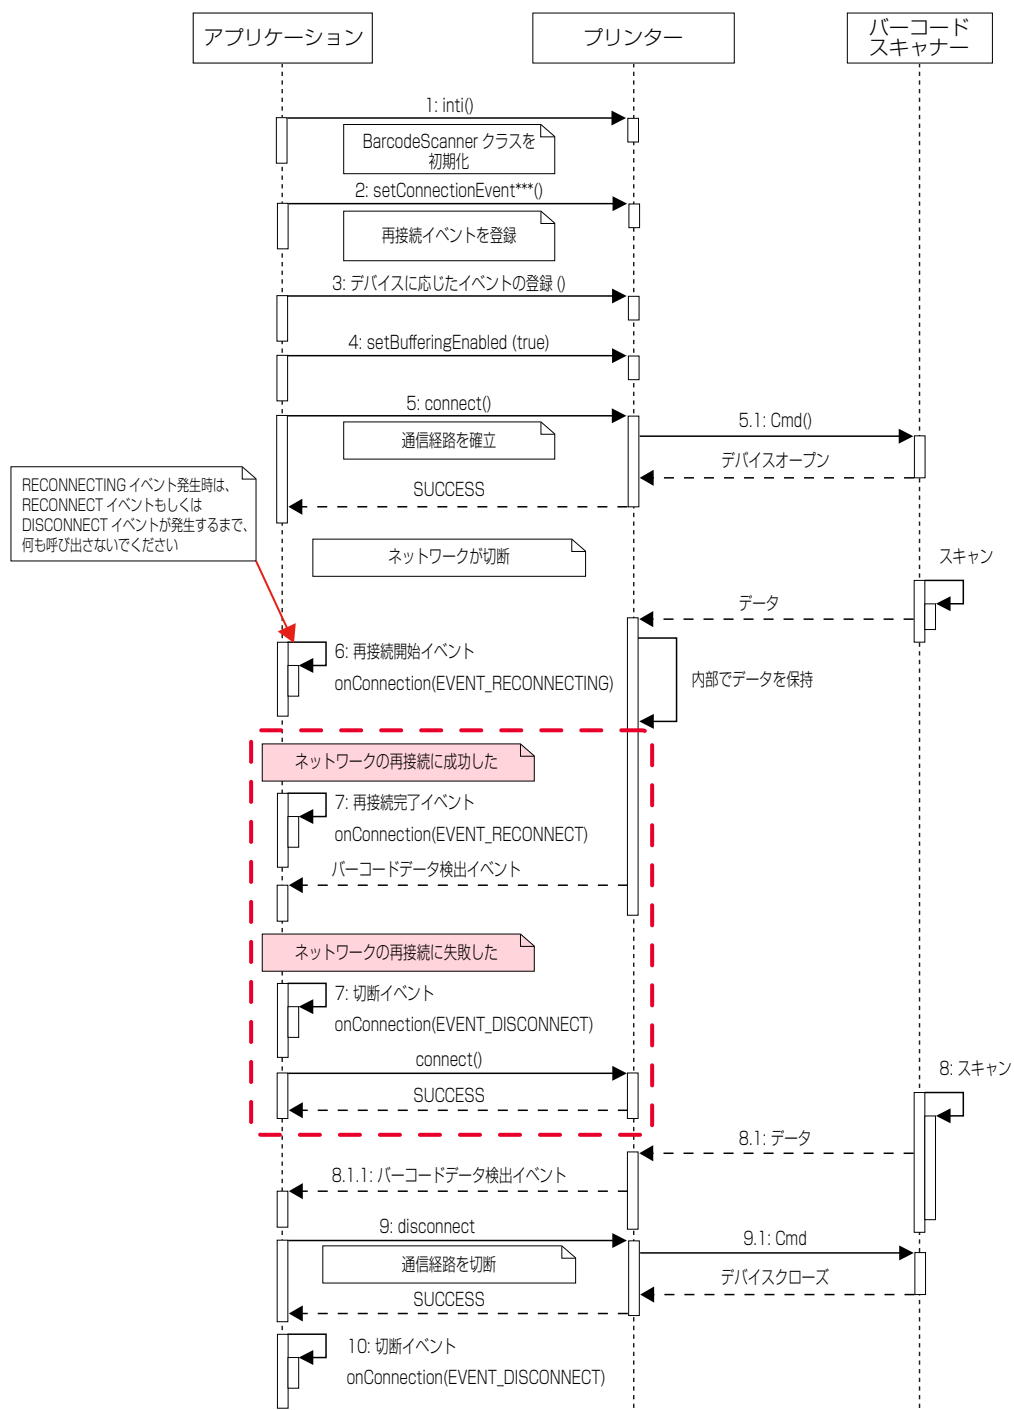 アプリケーション
プリンター
バーコード
スキャナー
1: inti()
BarcodeScanner クラスを
初期化
2: setConnectionEvent***()
再接続イベントを登録
3: デバイスに応じたイベントの登録 ()
4: setBufferingEnabled (true)
5: connect()
通信経路を確立
5.1: Cmd()
デバイスオープン
SUCCESS
RECONNECTING イベント発生時は、
RECONNECT イベントもしくは
DISCONNECT イベントが発生するまで、
何も呼び出さないでください
ネットワークが切断
スキャン
データ
6: 再接続開始イベント
onConnection(EVENT_RECONNECTING)
内部でデータを保持
ネットワークの再接続に成功した
7: 再接続完了イベント
onConnection(EVENT_RECONNECT)
バーコードデータ検出イベント
ネットワークの再接続に失敗した
7: 切断イベント
onConnection(EVENT_DISCONNECT)
connect()
SUCCESS
8: スキャン
8.1: データ
8.1.1: バーコードデータ検出イベント
9: disconnect
通信経路を切断
9.1: Cmd
デバイスクローズ
SUCCESS
10: 切断イベント
onConnection(EVENT_DISCONNECT)